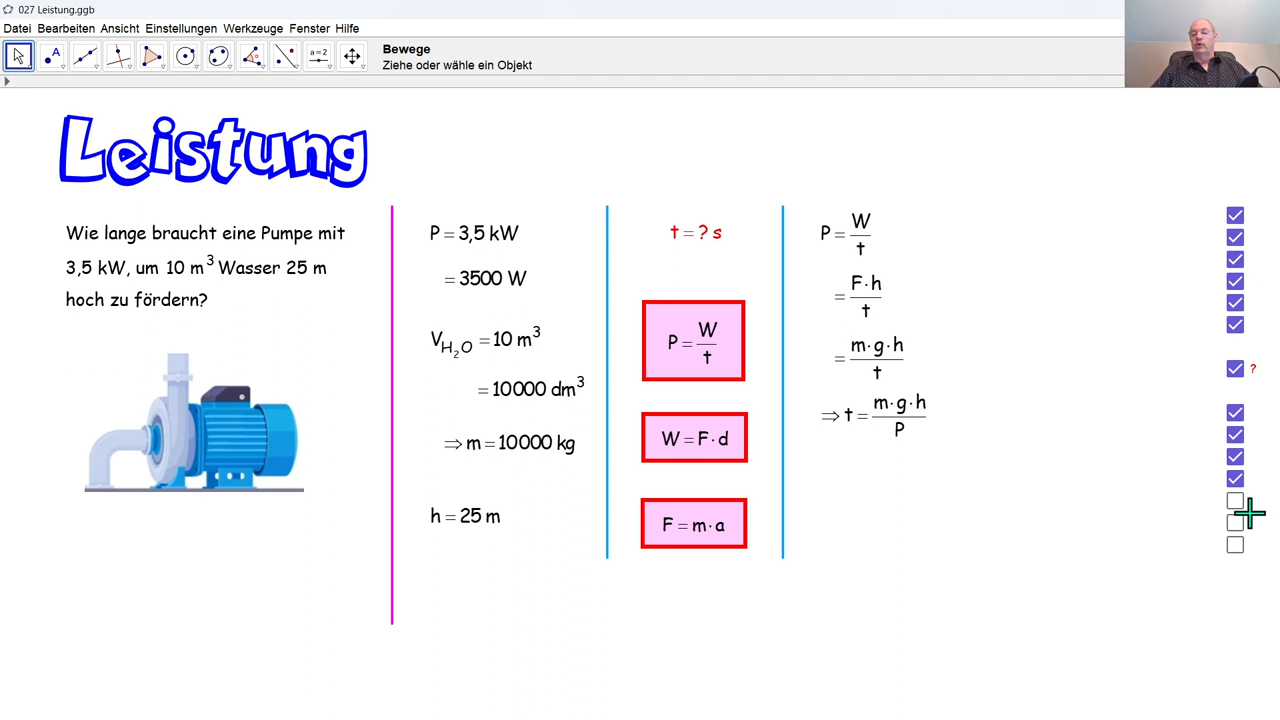 027 Leistung.ggb
Datei Bearbeiten Ansicht Einstellungen Werkzeuge Fenster Hilfe
A
a=2
Bewege
Ziehe oder wähle ein Objekt
Leistung
Wie lange braucht eine Pumpe mit
3,5 kW, um 10 m³ Wasser 25 m
hoch zu fördern?
P = 3,5 kW
= 3500 W
V_{H₂O} = 10 m³
= 10000 dm³
⇒ m = 10000 kg
h = 25 m
t = ? s
P = W/t
W = F·d
F = m·a
P = W/t
= F·h/t
= m·g·h/t
⇒ t = m·g·h/P
?